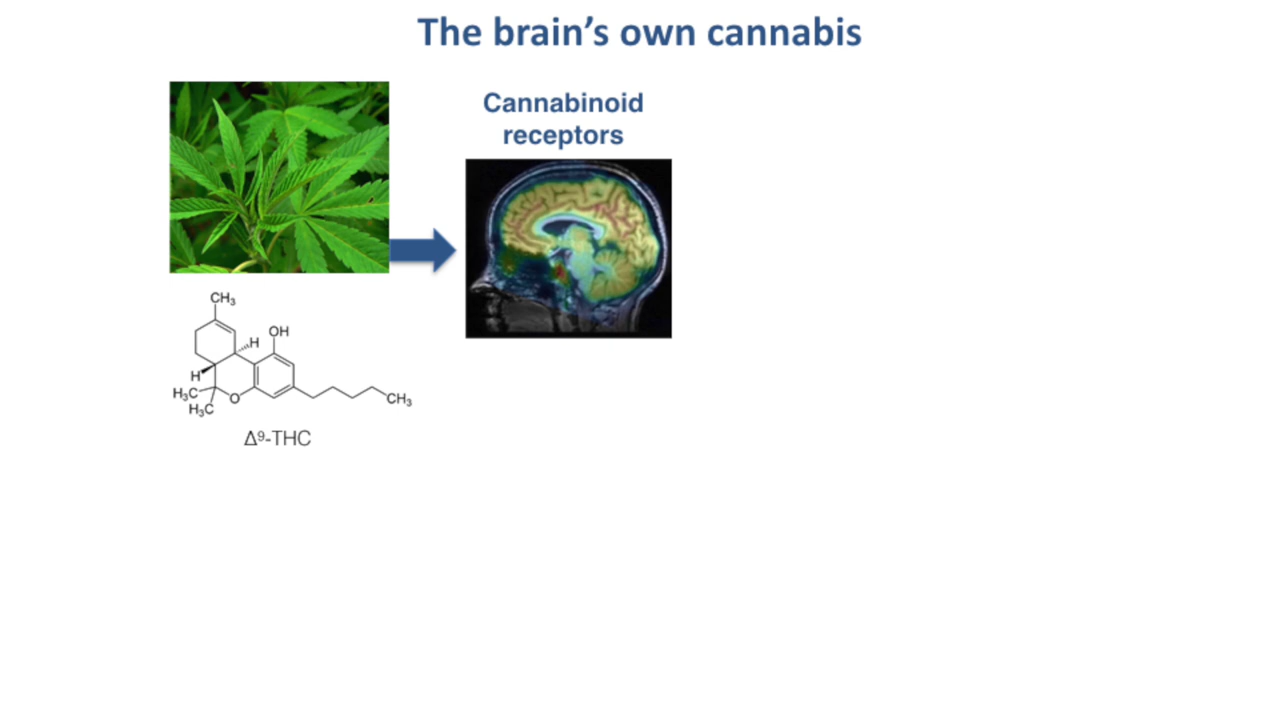 The brain’s own cannabis
Cannabinoid
receptors
CH₃
OH
H
H
H₃C
H₃C
O
CH₃
Δ⁹-THC